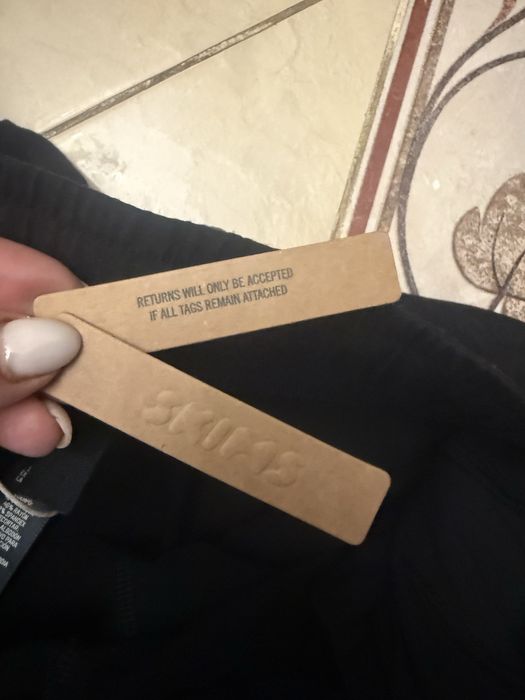 RETURNS WILL ONLY BE ACCEPTED
IF ALL TAGS REMAIN ATTACHED
SKIMS